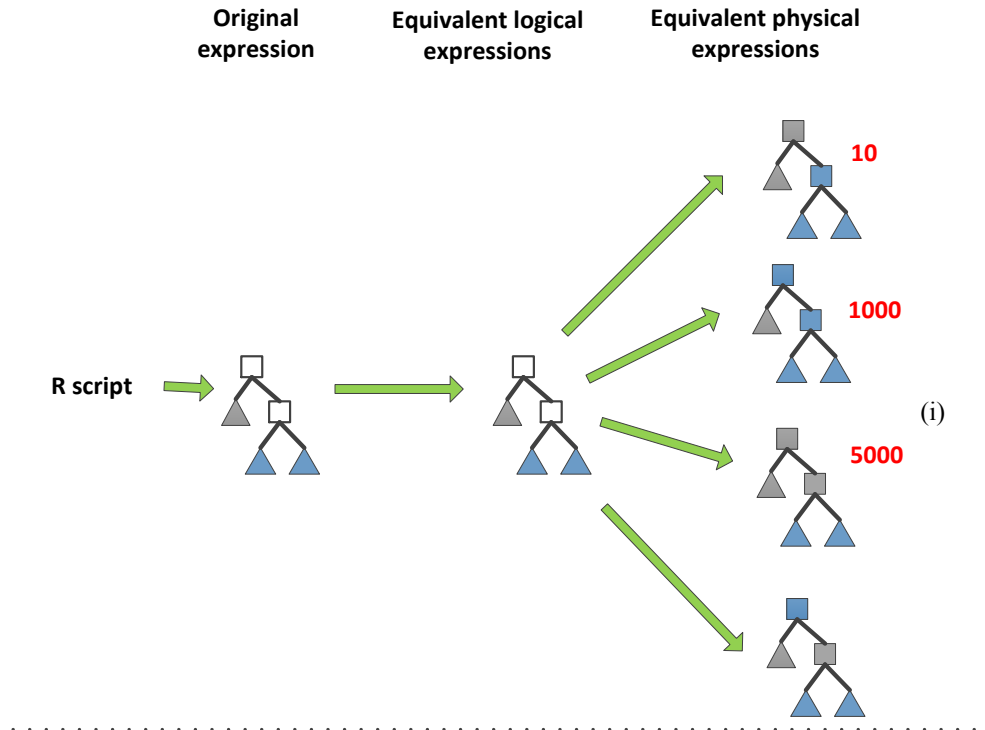 Original
expression
Equivalent logical
expressions
Equivalent physical
expressions
10
1000
R script
(i)
5000